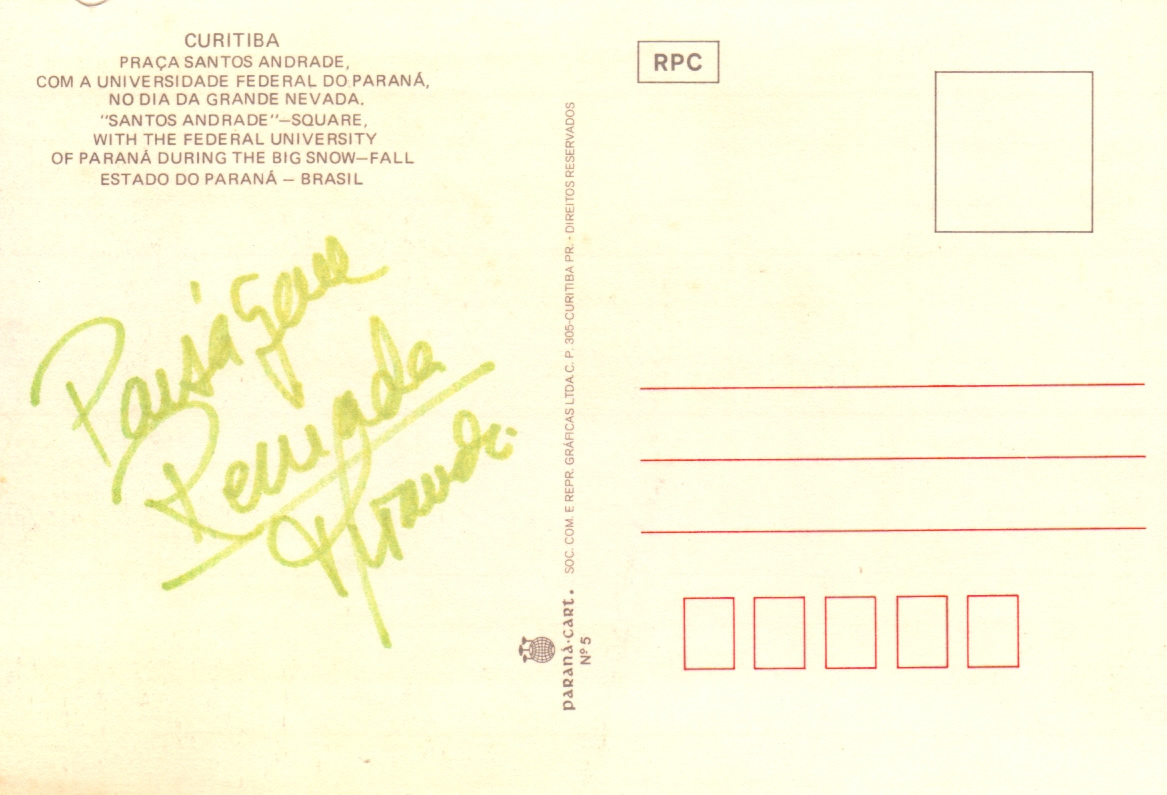 CURITIBA
PRAÇA SANTOS ANDRADE,
COM A UNIVERSIDADE FEDERAL DO PARANÁ,
NO DIA DA GRANDE NEVADA.
"SANTOS ANDRADE"—SQUARE,
WITH THE FEDERAL UNIVERSITY
OF PARANÁ DURING THE BIG SNOW—FALL
ESTADO DO PARANÁ — BRASIL
RPC
SOC. COM. E REPR. GRÁFICAS LTDA. C. P. 305-CURITIBA PR. - DIREITOS RESERVADOS
paraná-cart.
Nº 5